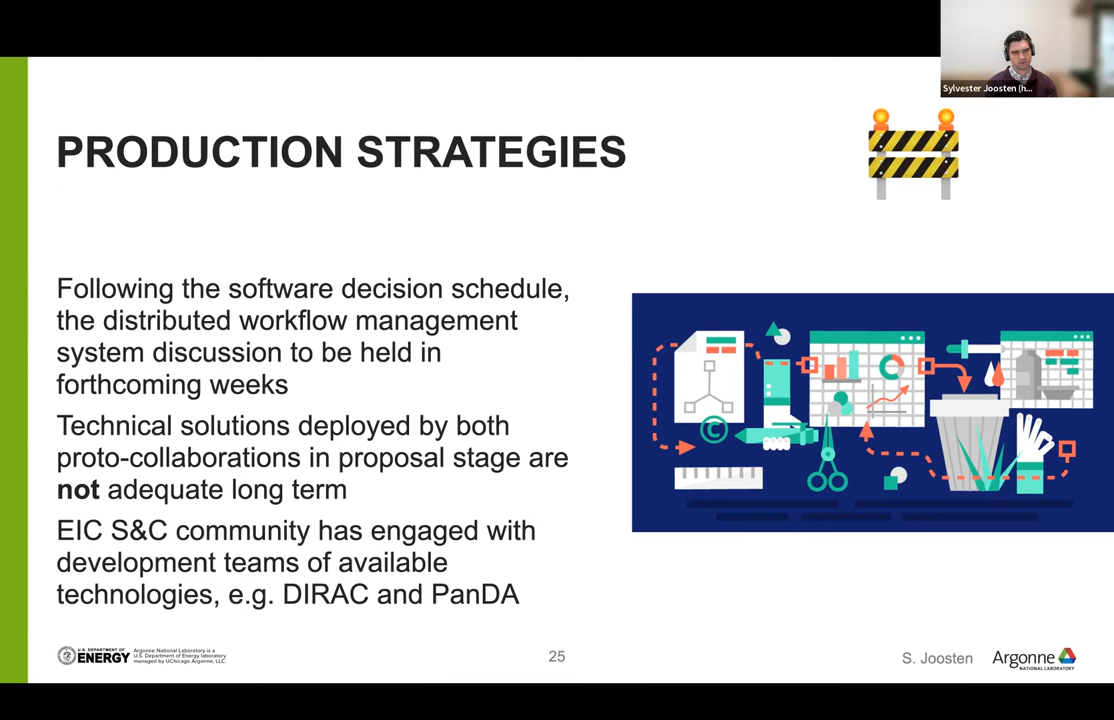 Sylvester Joosten (h...
PRODUCTION STRATEGIES
Following the software decision schedule,
the distributed workflow management
system discussion to be held in
forthcoming weeks
Technical solutions deployed by both
proto-collaborations in proposal stage are
not adequate long term
EIC S&C community has engaged with
development teams of available
technologies, e.g. DIRAC and PanDA
©
U.S. DEPARTMENT OF
ENERGY
Argonne National Laboratory is a
U.S. Department of Energy laboratory
managed by UChicago Argonne, LLC.
25
S. Joosten
Argonne
NATIONAL LABORATORY